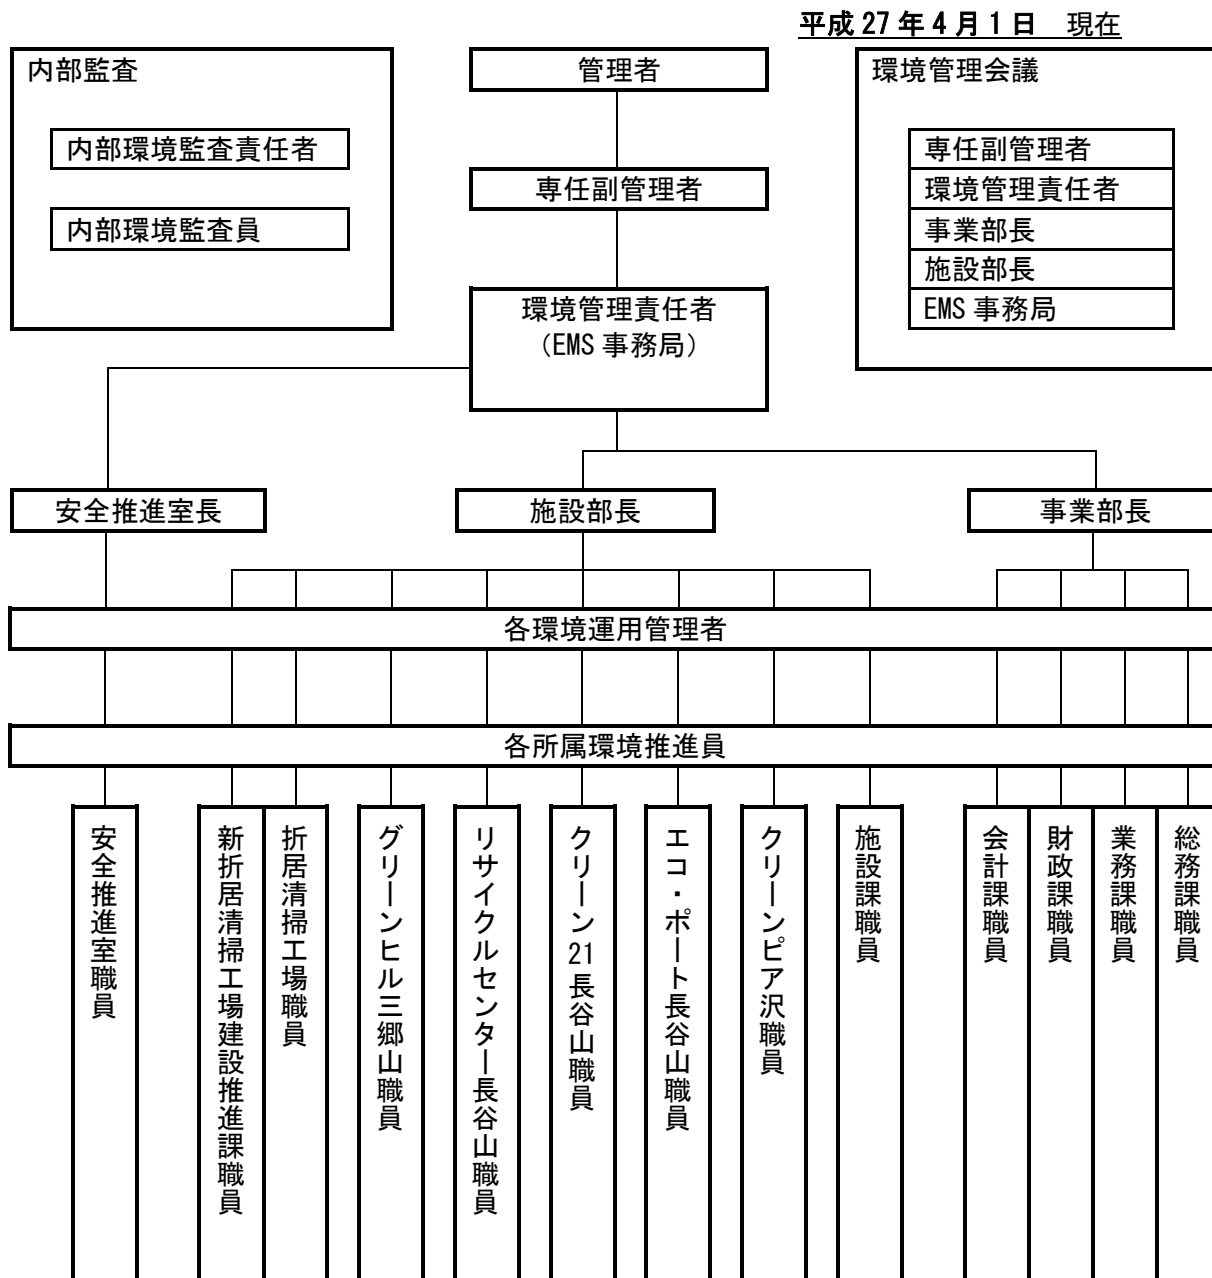 平成 27 年 4 月 1 日　現在
内部監査
内部環境監査責任者
内部環境監査員
管理者
専任副管理者
環境管理責任者
（EMS 事務局）
環境管理会議
専任副管理者
環境管理責任者
事業部長
施設部長
EMS 事務局
安全推進室長
施設部長
事業部長
各環境運用管理者
各所属環境推進員
安全推進室職員
新折居清掃工場建設推進課職員
折居清掃工場職員
グリーンヒル三郷山職員
リサイクルセンター長谷山職員
クリーン 21 長谷山職員
エコ・ポート長谷山職員
クリーンピア沢職員
施設課職員
会計課職員
財政課職員
業務課職員
総務課職員